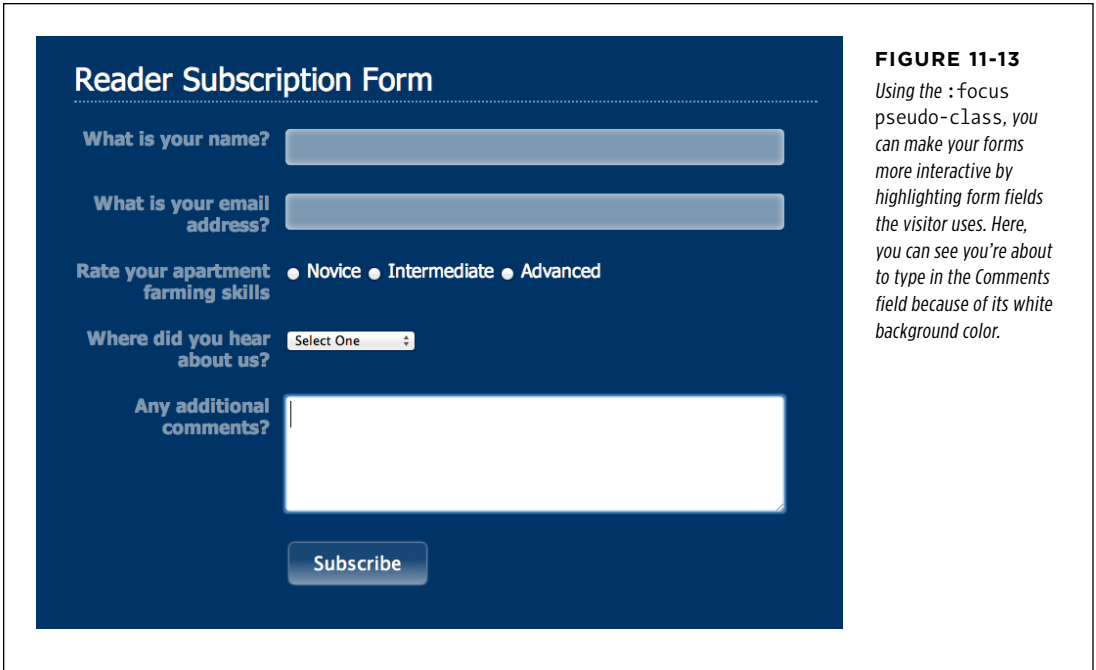 Reader Subscription Form
What is your name?
What is your email
address?
Rate your apartment
farming skills
Novice Intermediate Advanced
Where did you hear
about us?
Select One
Any additional
comments?
Subscribe
FIGURE 11-13
Using the :focus
pseudo-class, you
can make your forms
more interactive by
highlighting form fields
the visitor uses. Here,
you can see you’re about
to type in the Comments
field because of its white
background color.